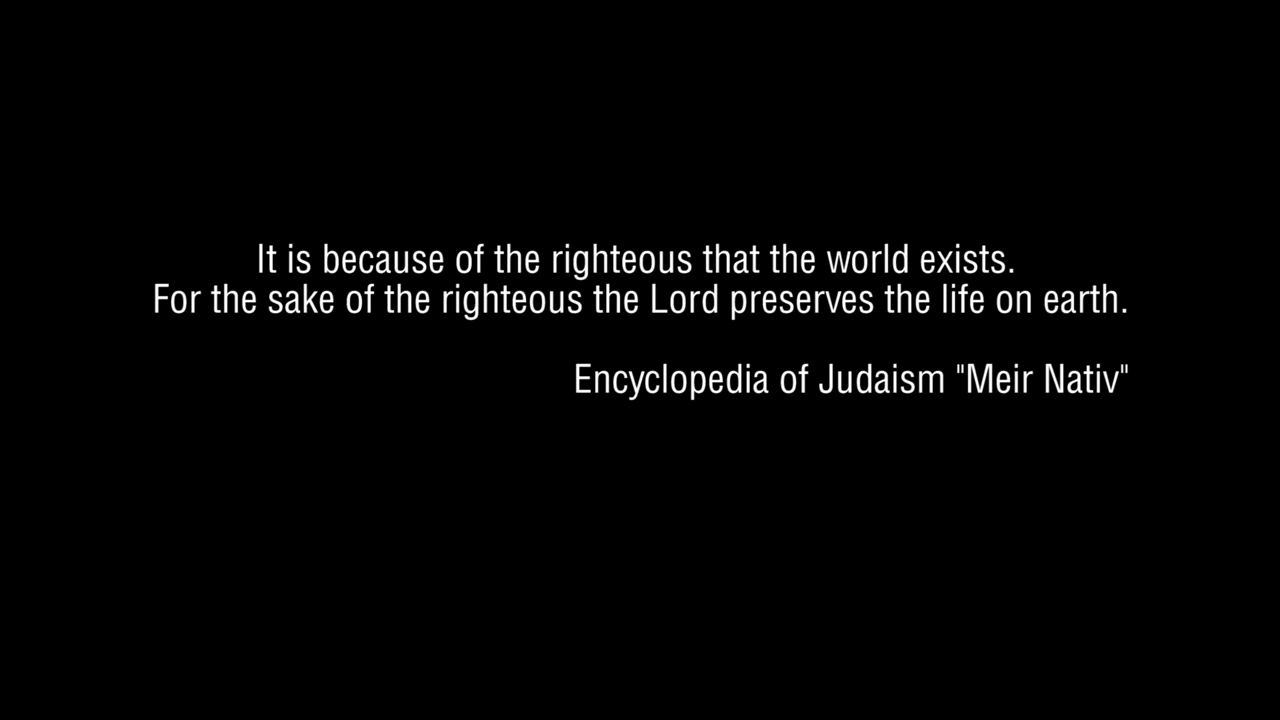 It is because of the righteous that the world exists.
For the sake of the righteous the Lord preserves the life on earth.
Encyclopedia of Judaism "Meir Nativ"